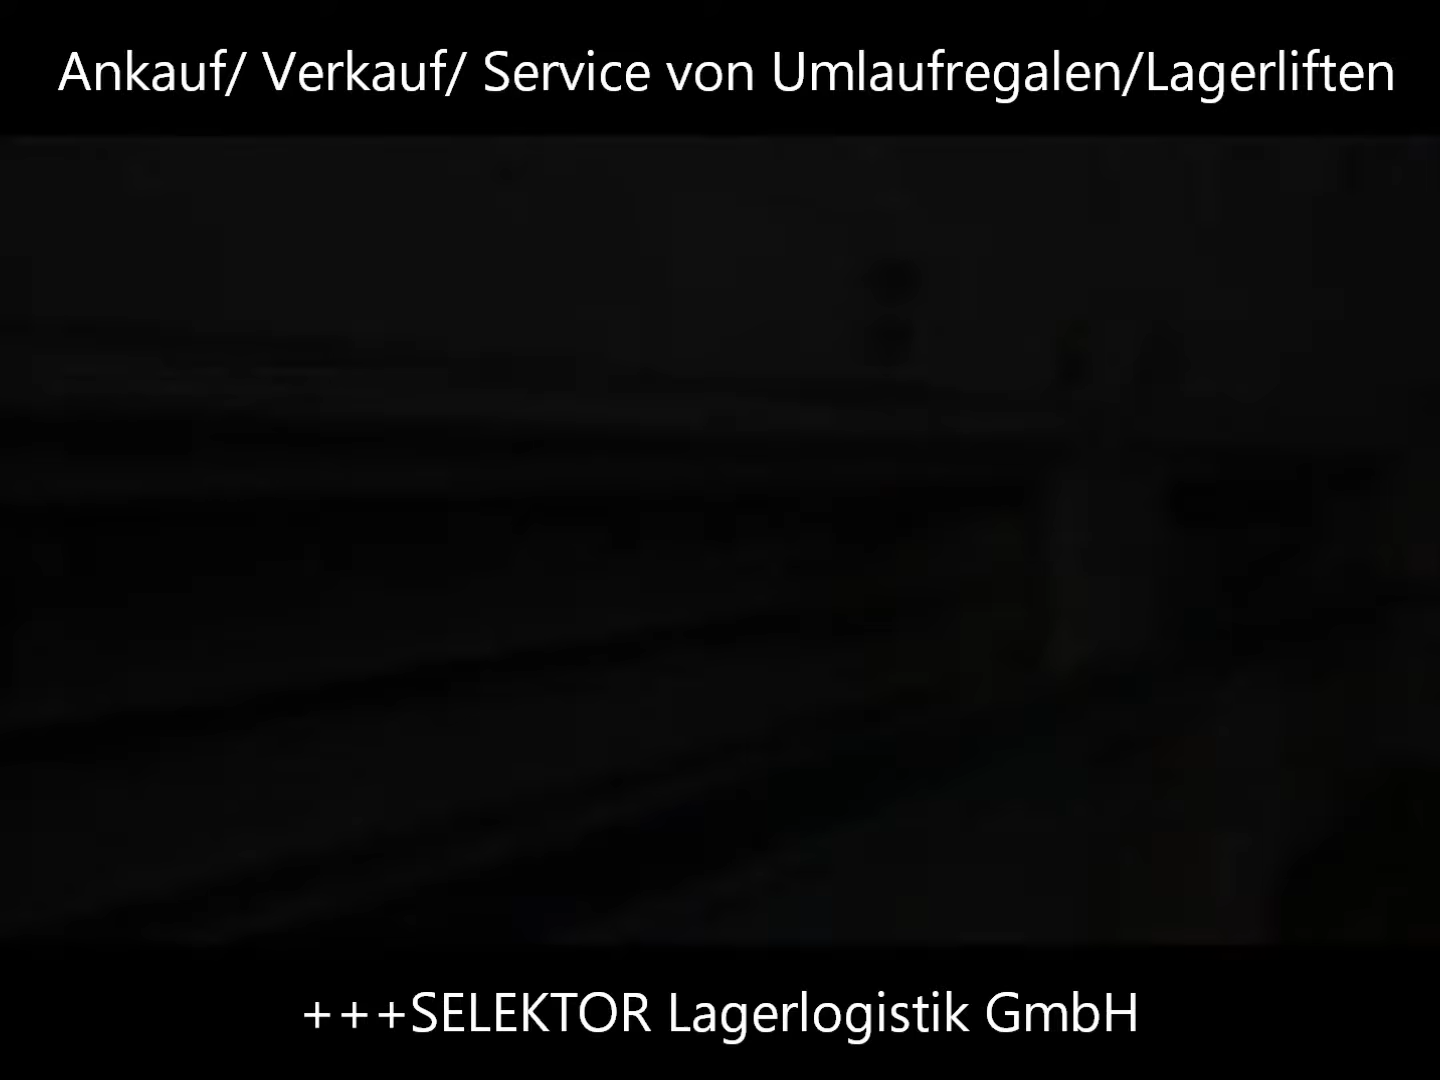 Ankauf/ Verkauf/ Service von Umlaufregalen/Lagerliften
+++SELEKTOR Lagerlogistik GmbH